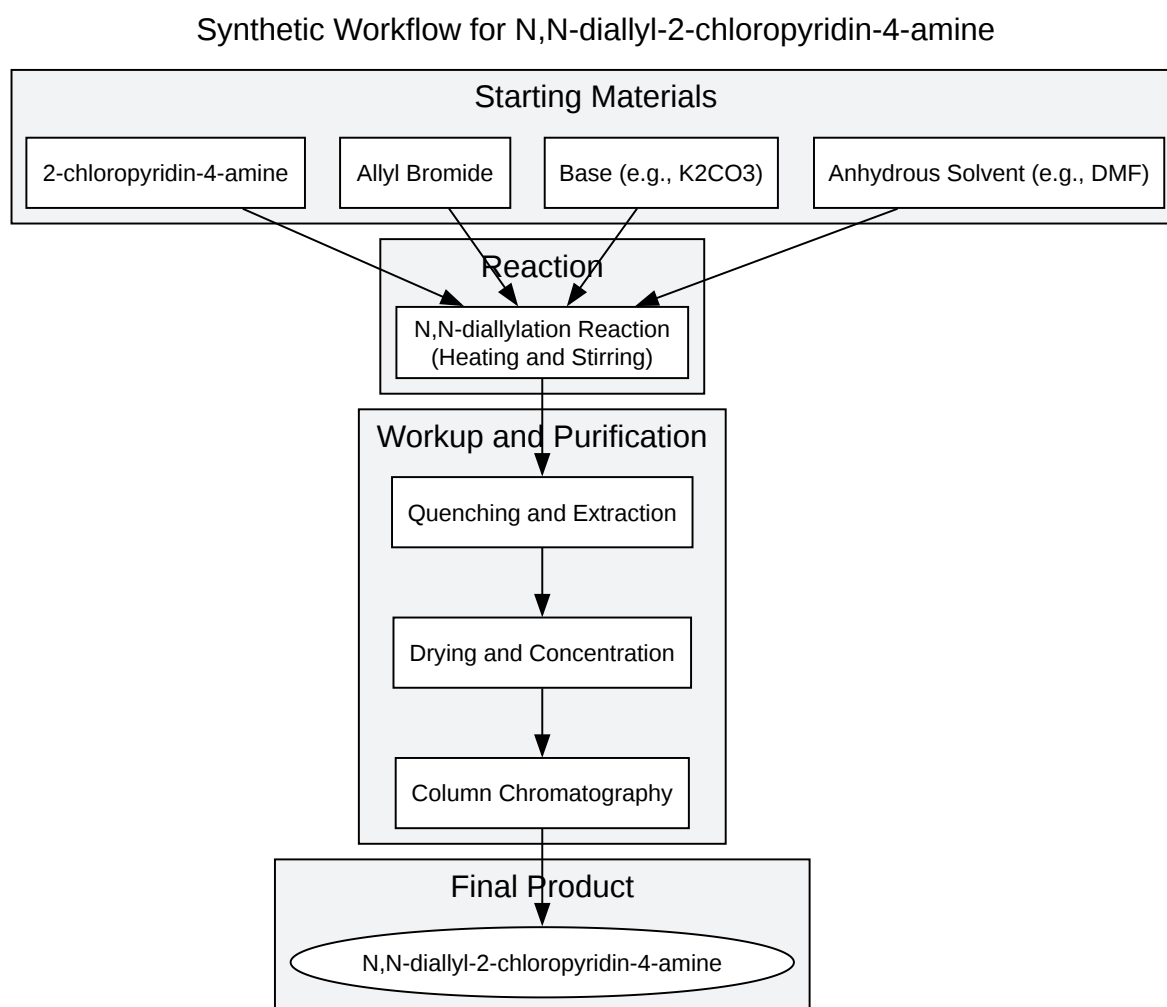 Synthetic Workflow for N,N-diallyl-2-chloropyridin-4-amine
Starting Materials
2-chloropyridin-4-amine
Allyl Bromide
Base (e.g., K2CO3)
Anhydrous Solvent (e.g., DMF)
Reaction
N,N-diallylation Reaction
(Heating and Stirring)
Workup and Purification
Quenching and Extraction
Drying and Concentration
Column Chromatography
Final Product
N,N-diallyl-2-chloropyridin-4-amine